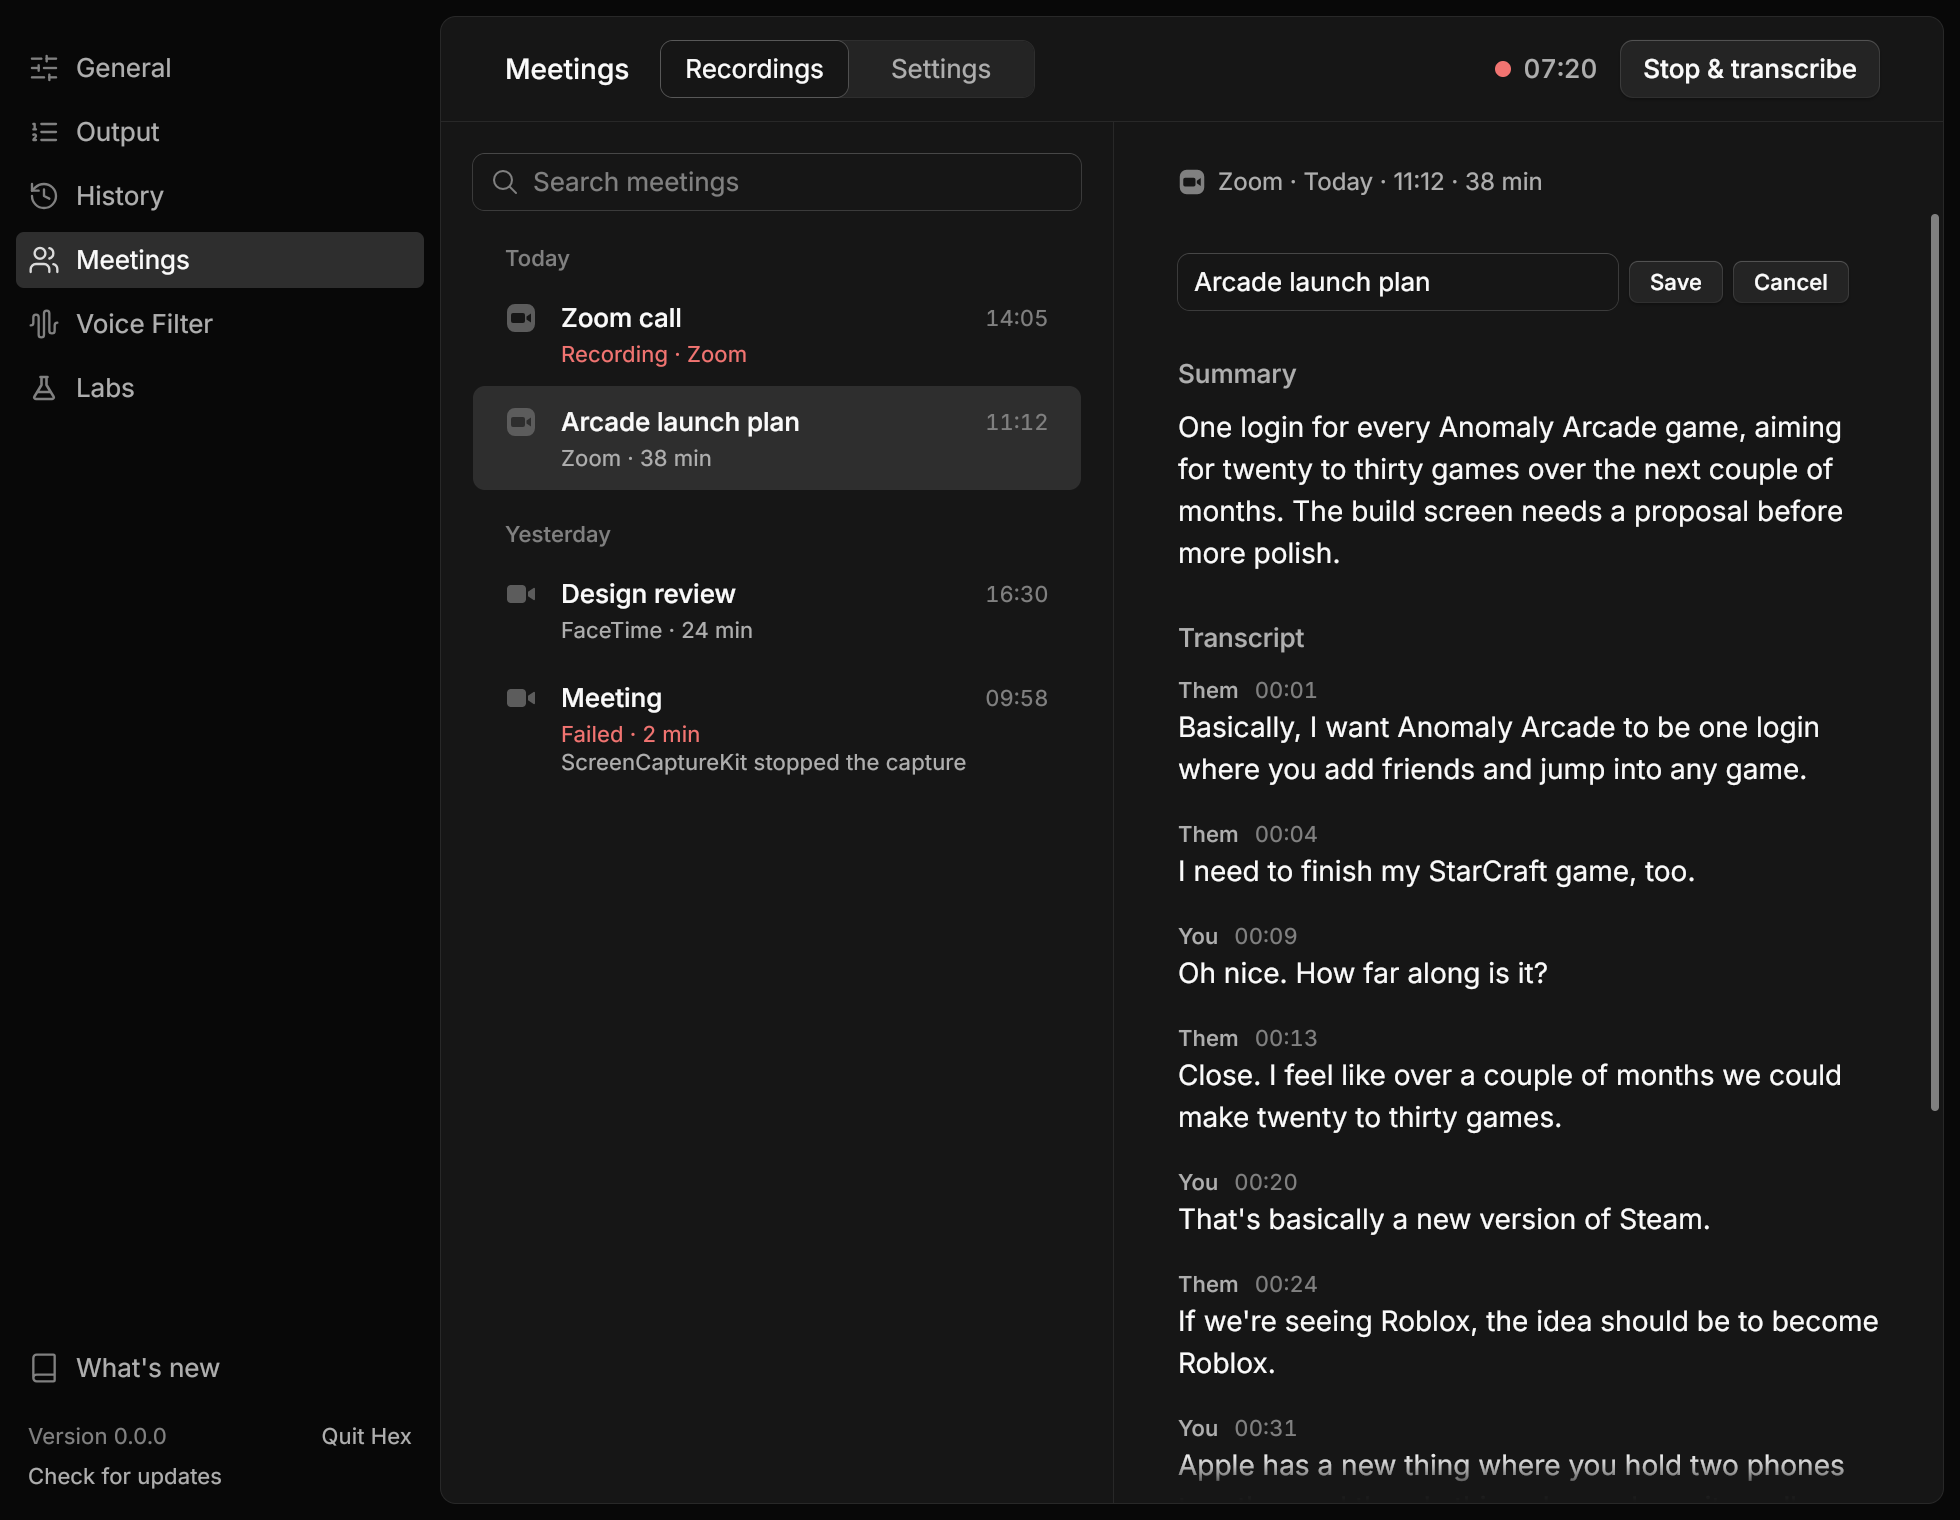 General
Output
History
Meetings
Voice Filter
Labs
What's new
Version 0.0.0
Quit Hex
Check for updates
Meetings
Recordings
Settings
07:20
Stop & transcribe
Search meetings
Today
Zoom call
14:05
Recording · Zoom
Arcade launch plan
11:12
Zoom · 38 min
Yesterday
Design review
16:30
FaceTime · 24 min
Meeting
09:58
Failed · 2 min
ScreenCaptureKit stopped the capture
Zoom · Today · 11:12 · 38 min
Arcade launch plan
Save
Cancel
Summary
One login for every Anomaly Arcade game, aiming
for twenty to thirty games over the next couple of
months. The build screen needs a proposal before
more polish.
Transcript
Them 00:01
Basically, I want Anomaly Arcade to be one login
where you add friends and jump into any game.
Them 00:04
I need to finish my StarCraft game, too.
You 00:09
Oh nice. How far along is it?
Them 00:13
Close. I feel like over a couple of months we could
make twenty to thirty games.
You 00:20
That's basically a new version of Steam.
Them 00:24
If we're seeing Roblox, the idea should be to become
Roblox.
You 00:31
Apple has a new thing where you hold two phones